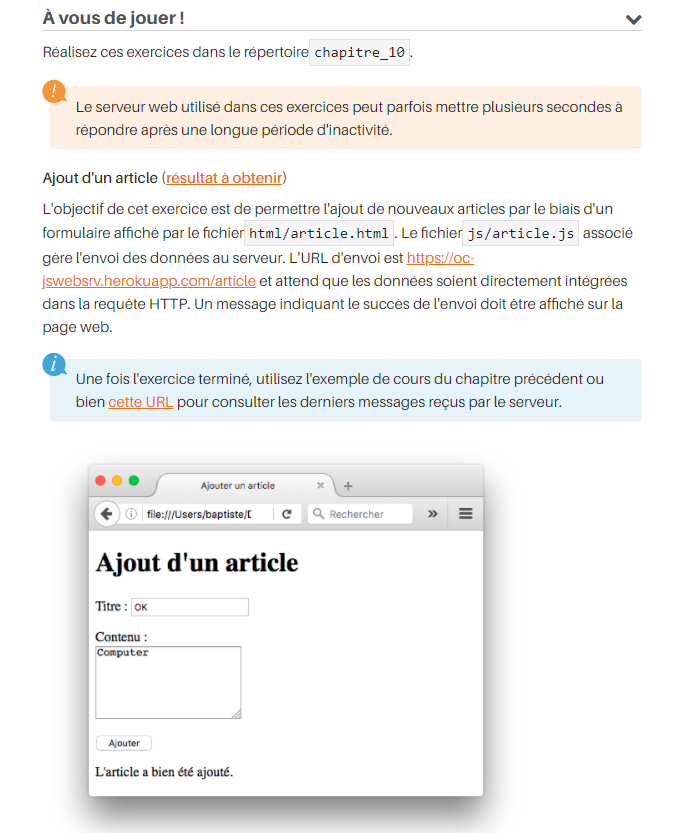 À vous de jouer !
Réalisez ces exercices dans le répertoire chapitre_10 .
!
Le serveur web utilisé dans ces exercices peut parfois mettre plusieurs secondes à
répondre après une longue période d'inactivité.
Ajout d'un article (résultat à obtenir)
L'objectif de cet exercice est de permettre l'ajout de nouveaux articles par le biais d'un
formulaire affiché par le fichier html/article.html . Le fichier js/article.js associé
gère l'envoi des données au serveur. L'URL d'envoi est https://oc-
jswebsrv.herokuapp.com/article et attend que les données soient directement intégrées
dans la requête HTTP. Un message indiquant le succès de l'envoi doit être affiché sur la
page web.
i
Une fois l'exercice terminé, utilisez l'exemple de cours du chapitre précédent ou
bien cette URL pour consulter les derniers messages reçus par le serveur.
Ajouter un article
file:///Users/baptiste/D
Rechercher
Ajout d'un article
Titre : OK
Contenu :
Computer
Ajouter
L'article a bien été ajouté.